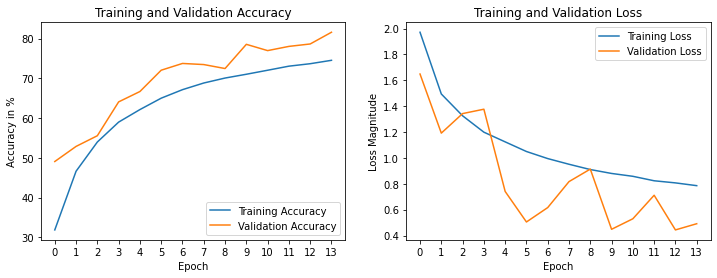 Training and Validation Accuracy
Accuracy in %
80
70
60
50
40
30
Training Accuracy
Validation Accuracy
0 1 2 3 4 5 6 7 8 9 10 11 12 13
Epoch
Training and Validation Loss
Loss Magnitude
2.0
1.8
1.6
1.4
1.2
1.0
0.8
0.6
0.4
Training Loss
Validation Loss
0 1 2 3 4 5 6 7 8 9 10 11 12 13
Epoch